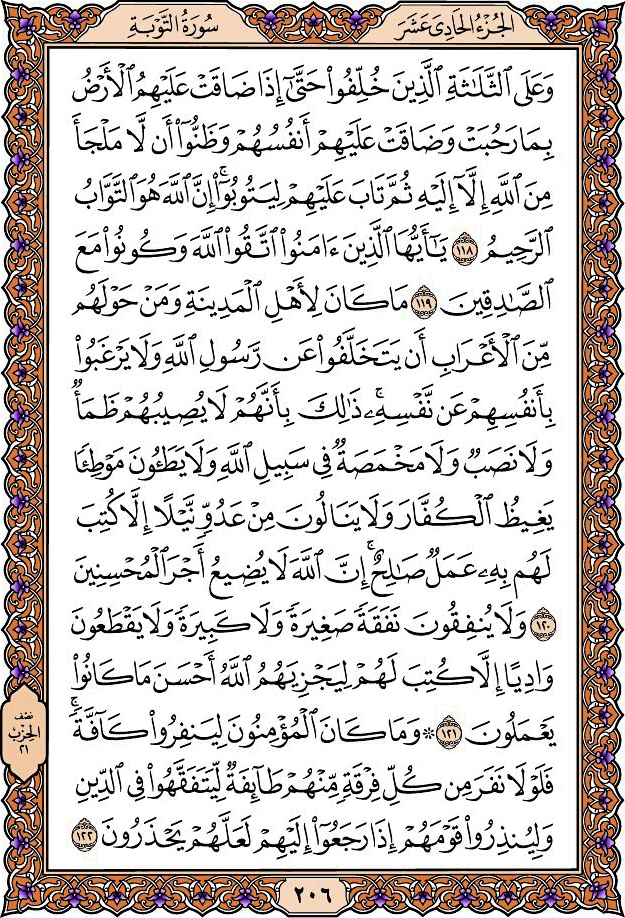 الجُزْءُ الحَادِي عَشَرَ
سُورَةُ التَّوْبَةِ
وَعَلَى ٱلثَّلَٰثَةِ ٱلَّذِينَ خُلِّفُوا۟ حَتَّىٰٓ إِذَا ضَاقَتْ عَلَيْهِمُ ٱلْأَرْضُ
بِمَا رَحُبَتْ وَضَاقَتْ عَلَيْهِمْ أَنفُسُهُمْ وَظَنُّوٓا۟ أَن لَّا مَلْجَأَ
مِنَ ٱللَّهِ إِلَّآ إِلَيْهِ ثُمَّ تَابَ عَلَيْهِمْ لِيَتُوبُوٓا۟ ۚ إِنَّ ٱللَّهَ هُوَ ٱلتَّوَّابُ
ٱلرَّحِيمُ ١١٨ يَٰٓأَيُّهَا ٱلَّذِينَ ءَامَنُوا۟ ٱتَّقُوا۟ ٱللَّهَ وَكُونُوا۟ مَعَ
ٱلصَّٰدِقِينَ ١١٩ مَا كَانَ لِأَهْلِ ٱلْمَدِينَةِ وَمَنْ حَوْلَهُم
مِّنَ ٱلْأَعْرَابِ أَن يَتَخَلَّفُوا۟ عَن رَّسُولِ ٱللَّهِ وَلَا يَرْغَبُوا۟
بِأَنفُسِهِمْ عَن نَّفْسِهِۦ ۚ ذَٰلِكَ بِأَنَّهُمْ لَا يُصِيبُهُمْ ظَمَأٌ
وَلَا نَصَبٌ وَلَا مَخْمَصَةٌ فِى سَبِيلِ ٱللَّهِ وَلَا يَطَـُٔونَ مَوْطِئًا
يَغِيظُ ٱلْكُفَّارَ وَلَا يَنَالُونَ مِنْ عَدُوٍّ نَّيْلًا إِلَّا كُتِبَ
لَهُم بِهِۦ عَمَلٌ صَٰلِحٌ ۚ إِنَّ ٱللَّهَ لَا يُضِيعُ أَجْرَ ٱلْمُحْسِنِينَ
١٢٠ وَلَا يُنفِقُونَ نَفَقَةً صَغِيرَةً وَلَا كَبِيرَةً وَلَا يَقْطَعُونَ
وَادِيًا إِلَّا كُتِبَ لَهُمْ لِيَجْزِيَهُمُ ٱللَّهُ أَحْسَنَ مَا كَانُوا۟
يَعْمَلُونَ ١٢١ ۞ وَمَا كَانَ ٱلْمُؤْمِنُونَ لِيَنفِرُوا۟ كَآفَّةً ۚ
فَلَوْلَا نَفَرَ مِن كُلِّ فِرْقَةٍ مِّنْهُمْ طَآئِفَةٌ لِّيَتَفَقَّهُوا۟ فِى ٱلدِّينِ
وَلِيُنذِرُوا۟ قَوْمَهُمْ إِذَا رَجَعُوٓا۟ إِلَيْهِمْ لَعَلَّهُمْ يَحْذَرُونَ ١٢٢
نصف
الحزب
٢١
٢٠٦